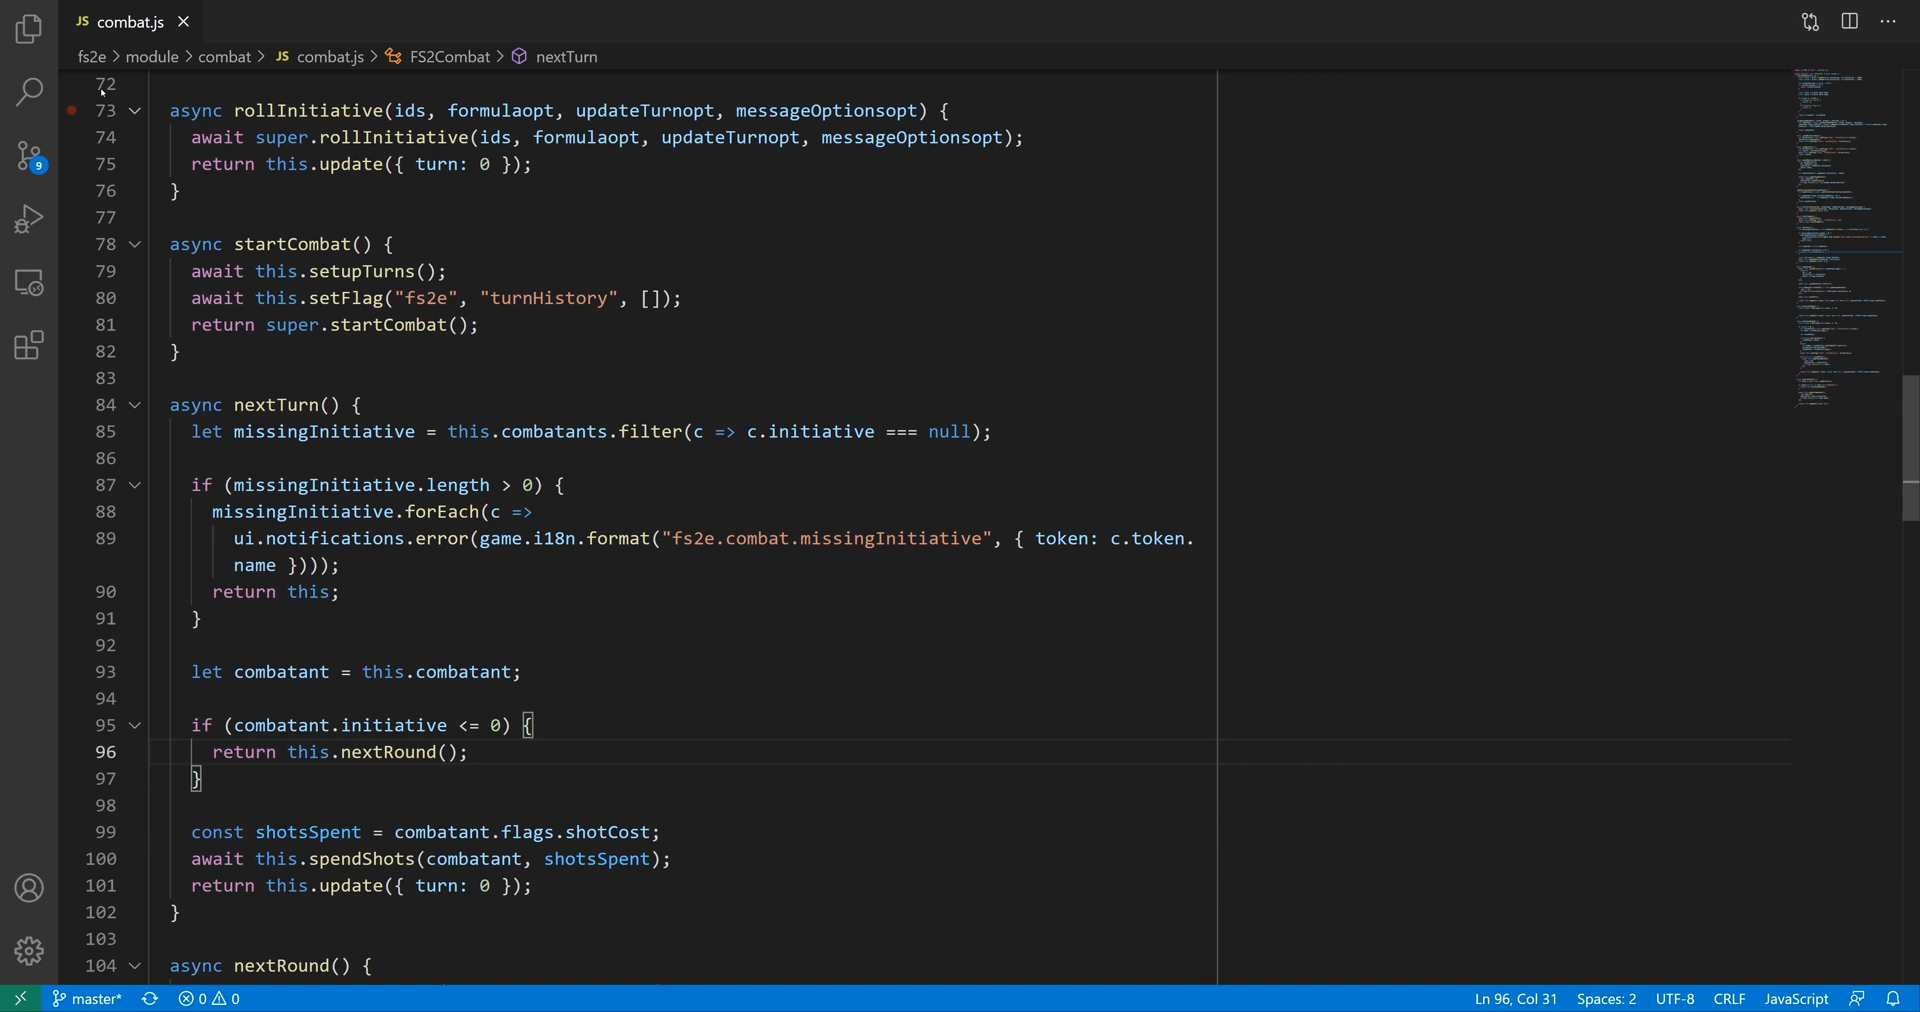 JS combat.js ×
fs2e > module > combat > JS combat.js > FS2Combat > nextTurn
72
73 async rollInitiative(ids, formulaopt, updateTurnopt, messageOptionsopt) {
74 await super.rollInitiative(ids, formulaopt, updateTurnopt, messageOptionsopt);
75 return this.update({ turn: 0 });
76 }
77
78 async startCombat() {
79 await this.setupTurns();
80 await this.setFlag("fs2e", "turnHistory", []);
81 return super.startCombat();
82 }
83
84 async nextTurn() {
85 let missingInitiative = this.combatants.filter(c => c.initiative === null);
86
87 if (missingInitiative.length > 0) {
88 missingInitiative.forEach(c =>
89 ui.notifications.error(game.i18n.format("fs2e.combat.missingInitiative", { token: c.token.
name })));
90 return this;
91 }
92
93 let combatant = this.combatant;
94
95 if (combatant.initiative <= 0) {
96 return this.nextRound();
97 }
98
99 const shotsSpent = combatant.flags.shotCost;
100 await this.spendShots(combatant, shotsSpent);
101 return this.update({ turn: 0 });
102 }
103
104 async nextRound() {
9
master* 0 0 Ln 96, Col 31 Spaces: 2 UTF-8 CRLF JavaScript